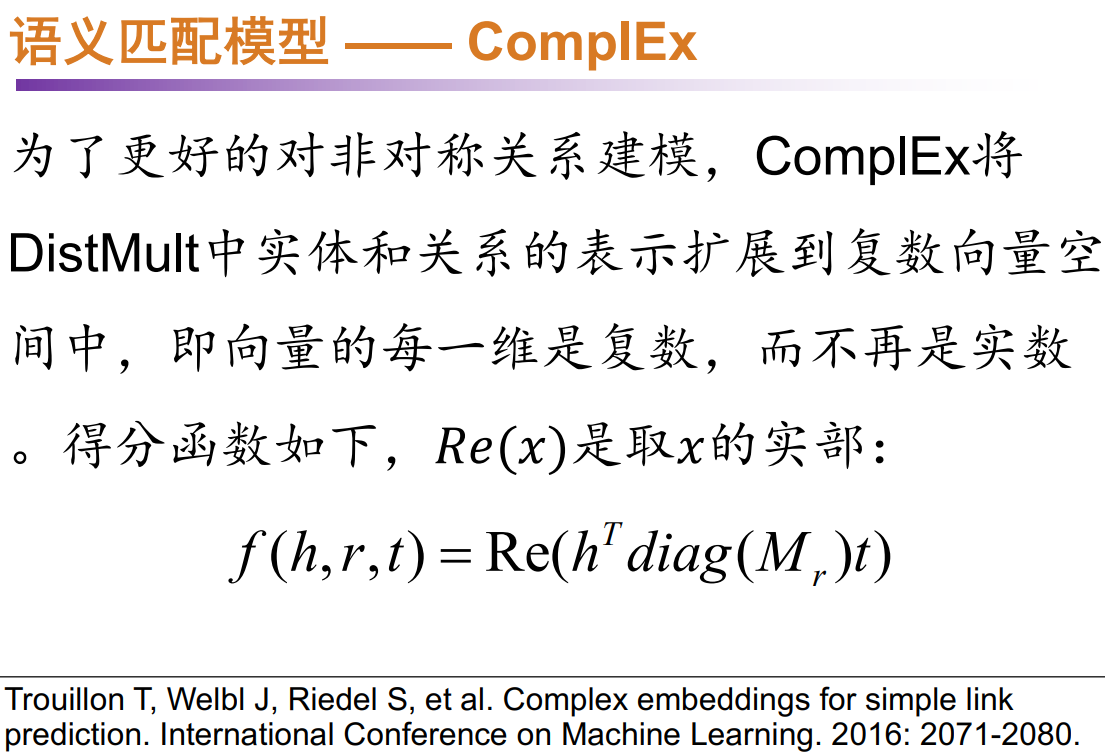 语义匹配模型 —— ComplEx
为了更好的对非对称关系建模，ComplEx将
DistMult中实体和关系的表示扩展到复数向量空
间中，即向量的每一维是复数，而不再是实数
。得分函数如下，Re(x)是取x的实部：
f(h,r,t) = Re(h^T diag(M_r)t)
Trouillon T, Welbl J, Riedel S, et al. Complex embeddings for simple link
prediction. International Conference on Machine Learning. 2016: 2071-2080.